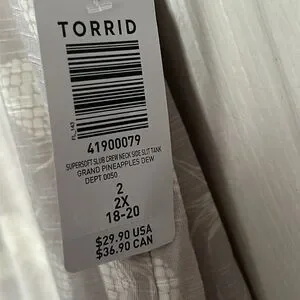 TORRID
FL_143
41900079
SUPERSOFT SLUB CREW NECK SIDE SLIT TANK
GRAND PINEAPPLES DEW
DEPT 0050
2
2X
18-20
$29.90 USA
$36.90 CAN